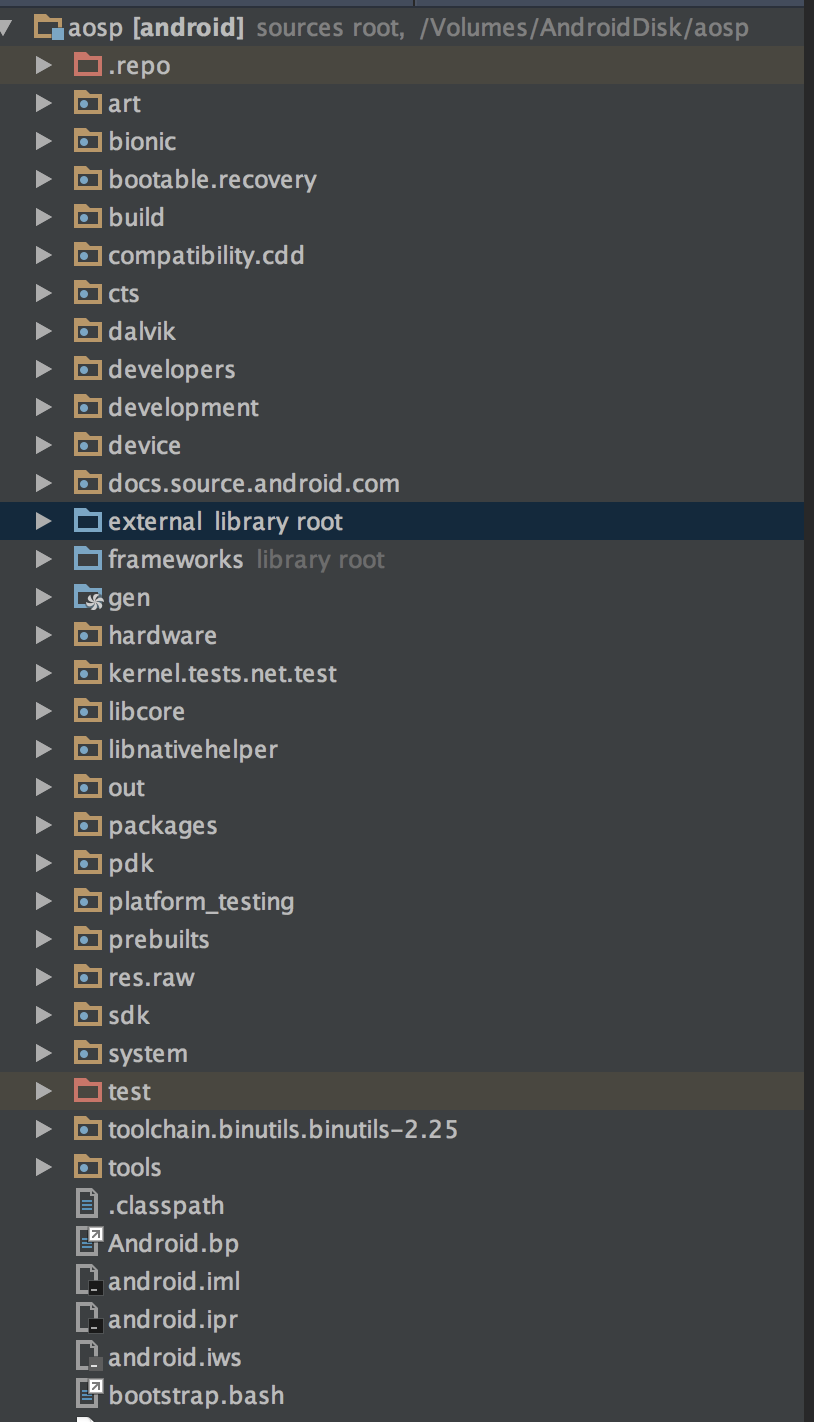 aosp [android] sources root, /Volumes/AndroidDisk/aosp
.repo
art
bionic
bootable.recovery
build
compatibility.cdd
cts
dalvik
developers
development
device
docs.source.android.com
external library root
frameworks library root
gen
hardware
kernel.tests.net.test
libcore
libnativehelper
out
packages
pdk
platform_testing
prebuilts
res.raw
sdk
system
test
toolchain.binutils.binutils-2.25
tools
.classpath
Android.bp
android.iml
android.ipr
android.iws
bootstrap.bash